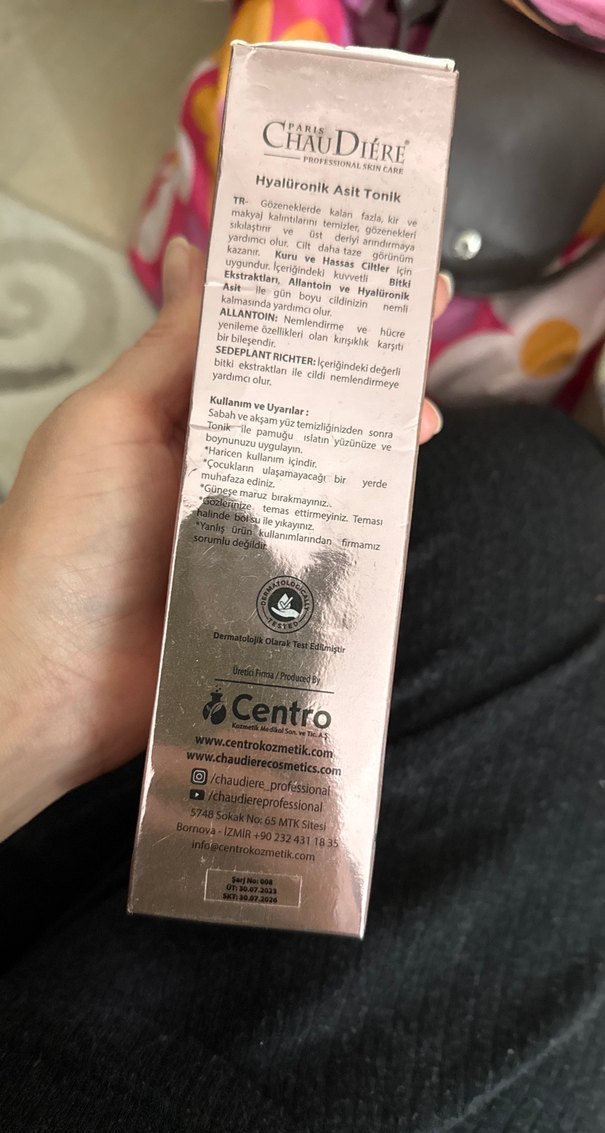 PARIS
CHAUDIÉRE®
PROFESSIONAL SKIN CARE
Hyalüronik Asit Tonik
TR- Gözeneklerde kalan fazla, kir ve
makyaj kalıntılarını temizler, gözenekleri
sıkılaştırır ve üst deriyi arındırmaya
yardımcı olur. Cilt daha taze görünüm
kazanır. Kuru ve Hassas Ciltler için
uygundur. İçeriğindeki kuvvetli Bitki
Ekstraktları, Allantoin ve Hyalüronik
Asit ile gün boyu cildinizin nemli
kalmasında yardımcı olur.
ALLANTOIN: Nemlendirme ve hücre
yenileme özellikleri olan kırışıklık karşıtı
bir bileşendir.
SEDEPLANT RICHTER: İçeriğindeki değerli
bitki ekstraktları ile cildi nemlendirmeye
yardımcı olur.
Kullanım ve Uyarılar :
Sabah ve akşam yüz temizliğinizden sonra
Tonik ile pamuğu ıslatın yüzünüze ve
boynunuzu uygulayın.
*Haricen kullanım içindir.
*Çocukların ulaşamayacağı bir yerde
muhafaza ediniz.
*Güneşe maruz bırakmayınız..
*Gözlerinize temas ettirmeyiniz. Teması
halinde bol su ile yıkayınız.
*Yanlış ürün kullanımlarından firmamız
sorumlu değildir.
DERMATOLOGICALLY
TESTED
Dermatolojik Olarak Test Edilmiştir
Üretici Firma / Produced By
Centro
Kozmetik Medikal San. ve Tic. A.Ş.
www.centrokozmetik.com
www.chaudierecosmetics.com
/chaudiere_professional
/chaudiereprofessional
5748 Sokak No: 65 MTK Sitesi
Bornova - İZMİR +90 232 431 18 35
info@centrokozmetik.com
Şarj No: 008
ÜT: 30.07.2023
SKT: 30.07.2026